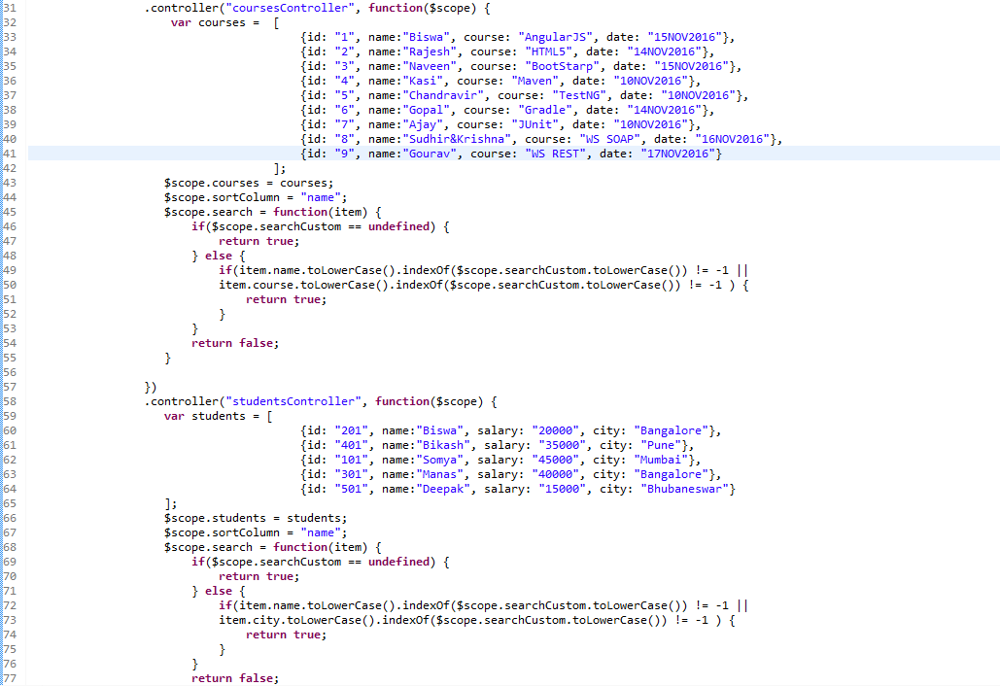 31 .controller("coursesController", function($scope) {
32 var courses = [
33 {id: "1", name:"Biswa", course: "AngularJS", date: "15NOV2016"},
34 {id: "2", name:"Rajesh", course: "HTML5", date: "14NOV2016"},
35 {id: "3", name:"Naveen", course: "BootStarp", date: "15NOV2016"},
36 {id: "4", name:"Kasi", course: "Maven", date: "10NOV2016"},
37 {id: "5", name:"Chandravir", course: "TestNG", date: "10NOV2016"},
38 {id: "6", name:"Gopal", course: "Gradle", date: "14NOV2016"},
39 {id: "7", name:"Ajay", course: "JUnit", date: "10NOV2016"},
40 {id: "8", name:"Sudhir&Krishna", course: "WS SOAP", date: "16NOV2016"},
41 {id: "9", name:"Gourav", course: "WS REST", date: "17NOV2016"}
42 ];
43 $scope.courses = courses;
44 $scope.sortColumn = "name";
45 $scope.search = function(item) {
46 if($scope.searchCustom == undefined) {
47 return true;
48 } else {
49 if(item.name.toLowerCase().indexOf($scope.searchCustom.toLowerCase()) != -1 ||
50 item.course.toLowerCase().indexOf($scope.searchCustom.toLowerCase()) != -1 ) {
51 return true;
52 }
53 }
54 return false;
55 }
56
57 })
58 .controller("studentsController", function($scope) {
59 var students = [
60 {id: "201", name:"Biswa", salary: "20000", city: "Bangalore"},
61 {id: "401", name:"Bikash", salary: "35000", city: "Pune"},
62 {id: "101", name:"Somya", salary: "45000", city: "Mumbai"},
63 {id: "301", name:"Manas", salary: "40000", city: "Bangalore"},
64 {id: "501", name:"Deepak", salary: "15000", city: "Bhubaneswar"}
65 ];
66 $scope.students = students;
67 $scope.sortColumn = "name";
68 $scope.search = function(item) {
69 if($scope.searchCustom == undefined) {
70 return true;
71 } else {
72 if(item.name.toLowerCase().indexOf($scope.searchCustom.toLowerCase()) != -1 ||
73 item.city.toLowerCase().indexOf($scope.searchCustom.toLowerCase()) != -1 ) {
74 return true;
75 }
76 }
77 return false;